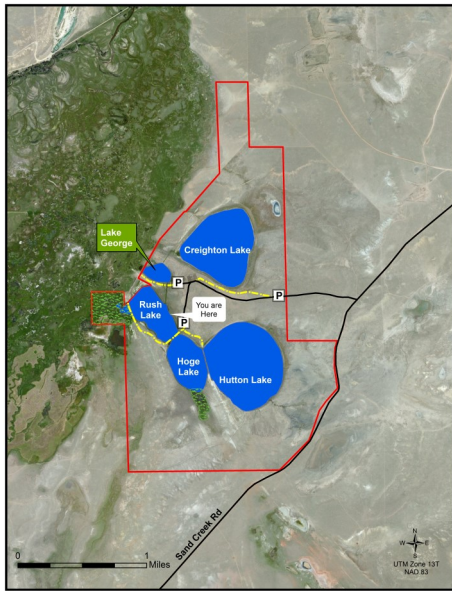 Lake
George
Creighton Lake
P
P
Rush
Lake
You are
Here
P
Hoge
Lake
Hutton Lake
Sand Creek Rd
0
1
Miles
N
W
E
S
UTM Zone 13T
NAD 83